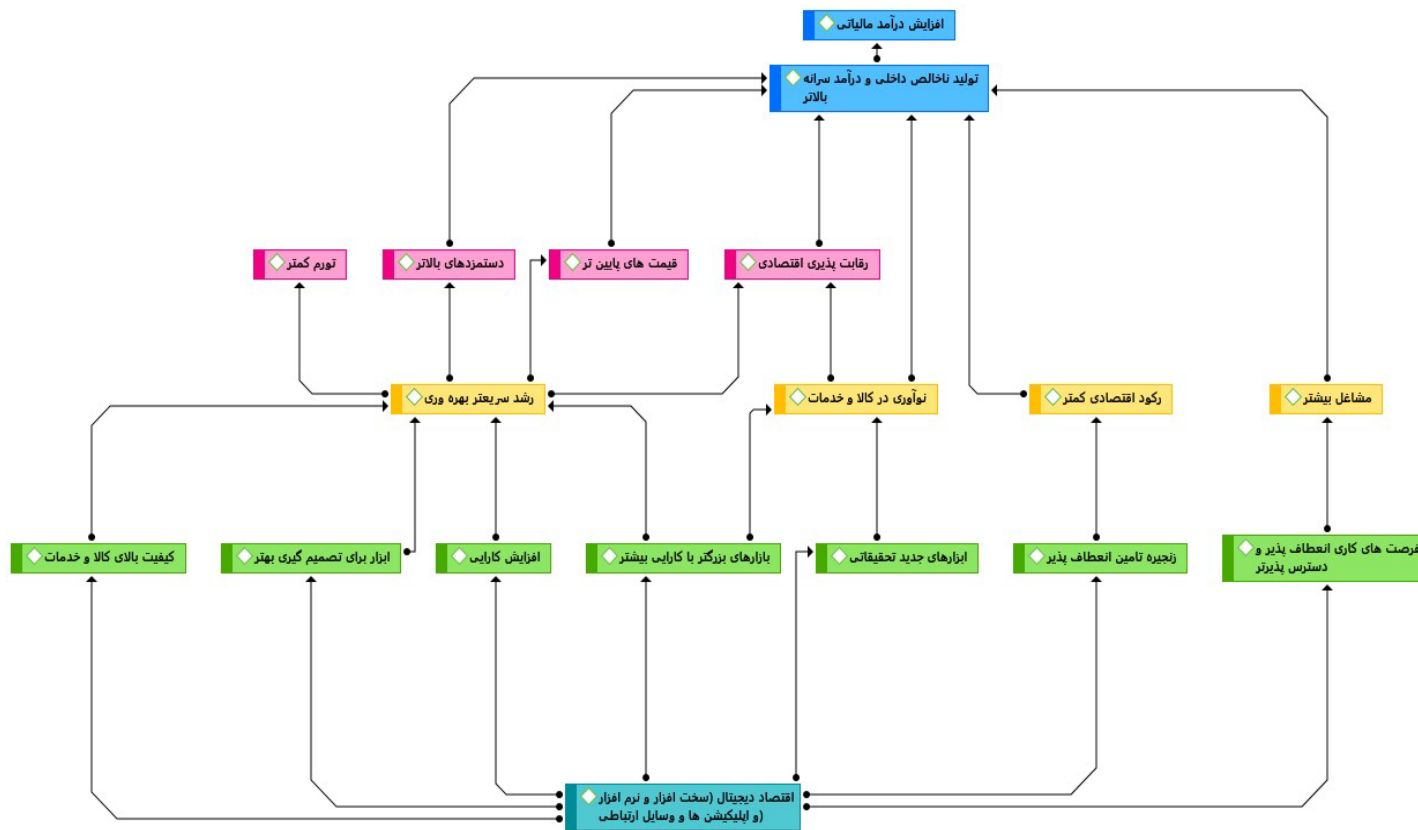 افزایش درآمد مالیاتی
تولید ناخالص داخلی و درآمد سرانه
بالاتر
تورم کمتر
دستمزدهای بالاتر
قیمت های پایین تر
رقابت پذیری اقتصادی
رشد سریعتر بهره وری
نوآوری در کالا و خدمات
رکود اقتصادی کمتر
مشاغل بیشتر
کیفیت بالای کالا و خدمات
ابزار برای تصمیم گیری بهتر
افزایش کارایی
بازارهای بزرگتر با کارایی بیشتر
ابزارهای جدید تحقیقاتی
زنجیره تامین انعطاف پذیر
فرصت های کاری انعطاف پذیر و
دسترس پذیرتر
اقتصاد دیجیتال (سخت افزار و نرم افزار
و اپلیکیشن ها و وسایل ارتباطی)